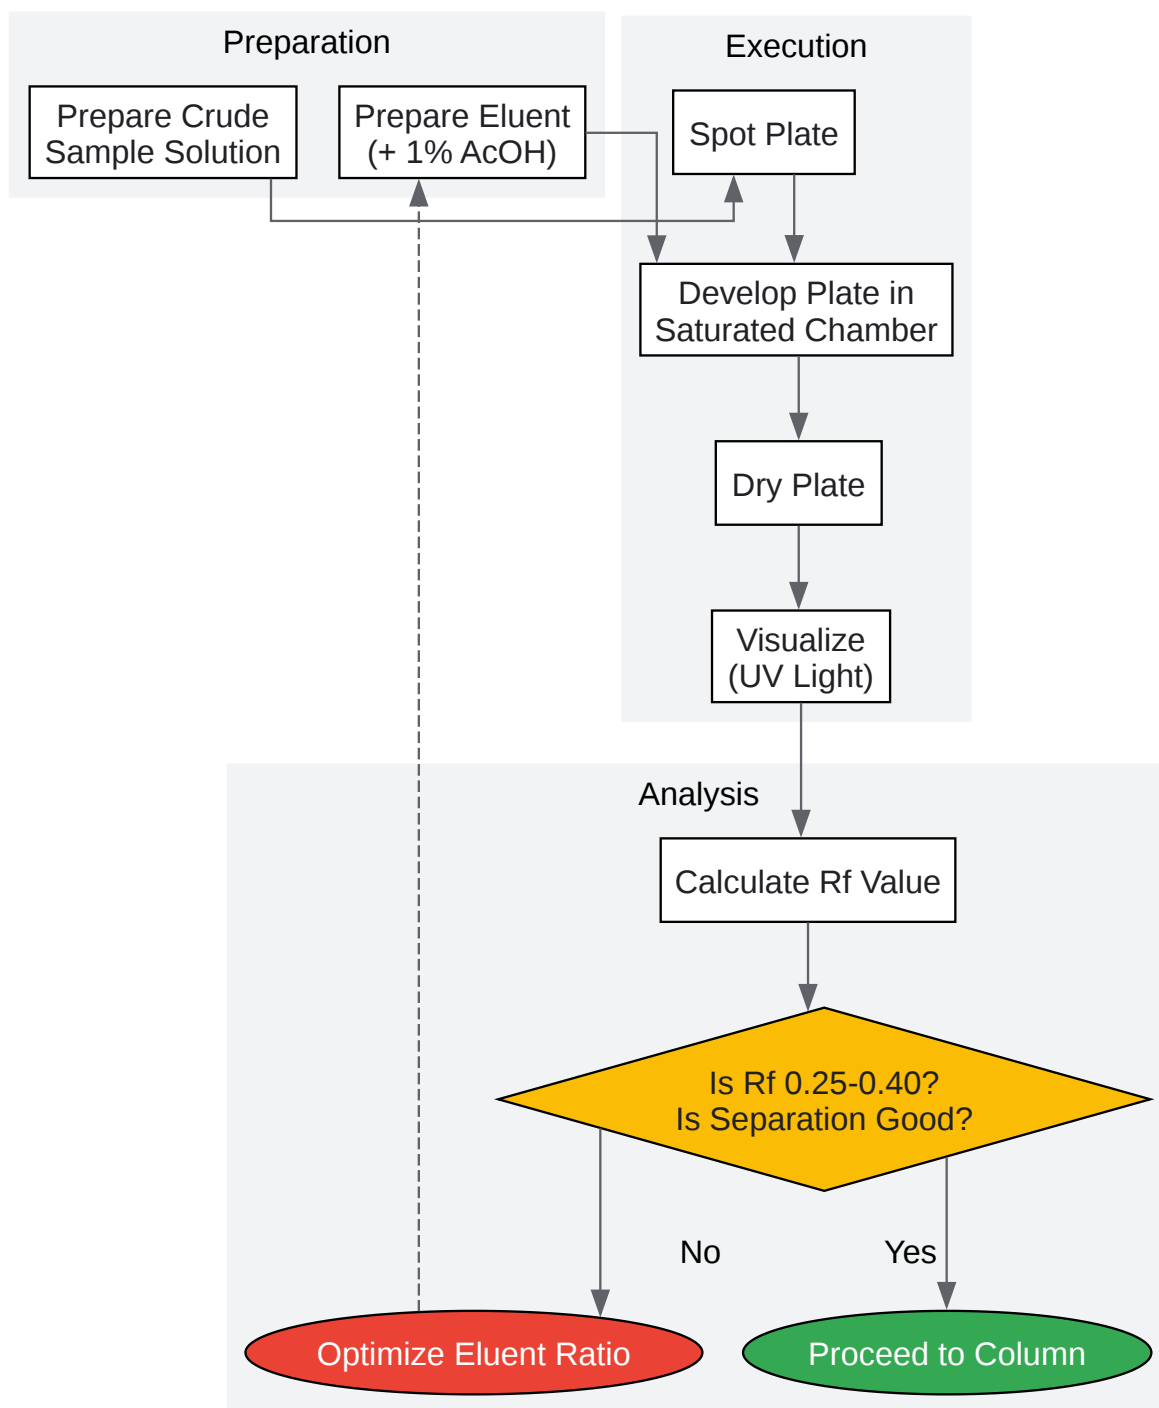 Preparation
Prepare Crude
Sample Solution
Prepare Eluent
(+ 1% AcOH)
Execution
Spot Plate
Develop Plate in
Saturated Chamber
Dry Plate
Visualize
(UV Light)
Analysis
Calculate Rf Value
Is Rf 0.25-0.40?
Is Separation Good?
No
Yes
Optimize Eluent Ratio
Proceed to Column